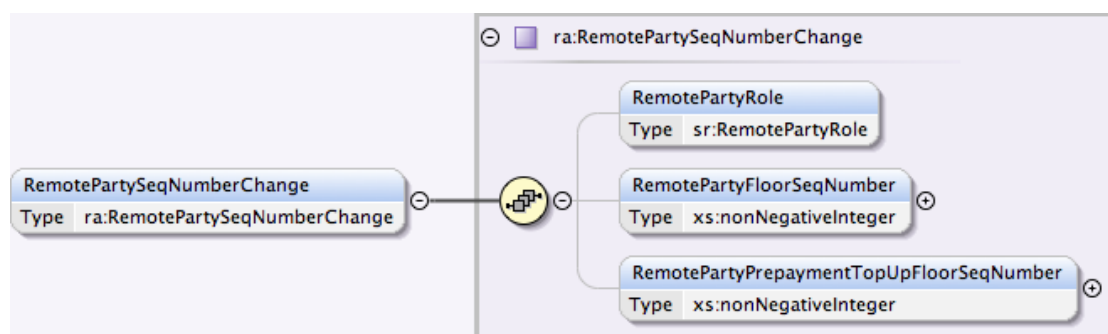 ra:RemotePartySeqNumberChange
RemotePartyRole
Type sr:RemotePartyRole
RemotePartySeqNumberChange
Type ra:RemotePartySeqNumberChange
RemotePartyFloorSeqNumber
Type xs:nonNegativeInteger
RemotePartyPrepaymentTopUpFloorSeqNumber
Type xs:nonNegativeInteger